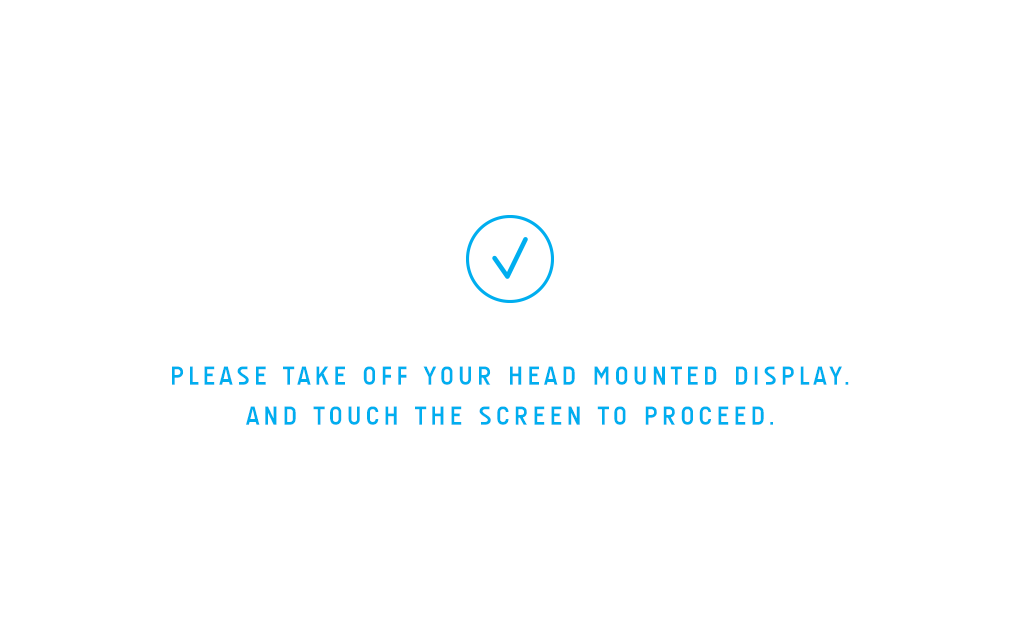 PLEASE TAKE OFF YOUR HEAD MOUNTED DISPLAY.
AND TOUCH THE SCREEN TO PROCEED.